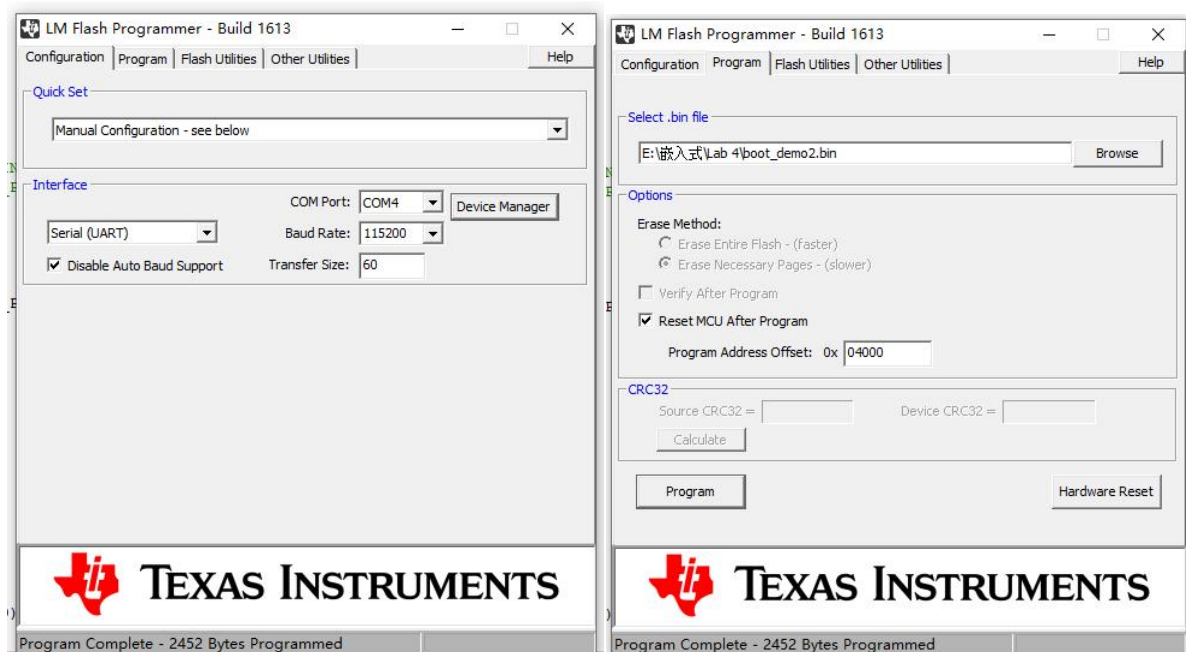 LM Flash Programmer - Build 1613
Configuration Program Flash Utilities Other Utilities Help
Quick Set
Manual Configuration - see below
Interface
COM Port: COM4 Device Manager
Serial (UART) Baud Rate: 115200
Disable Auto Baud Support Transfer Size: 60
TEXAS INSTRUMENTS
Program Complete - 2452 Bytes Programmed
LM Flash Programmer - Build 1613
Configuration Program Flash Utilities Other Utilities Help
Select .bin file
E:\嵌入式\Lab 4\boot_demo2.bin Browse
Options
Erase Method:
Erase Entire Flash - (faster)
Erase Necessary Pages - (slower)
Verify After Program
Reset MCU After Program
Program Address Offset: 0x 04000
CRC32
Source CRC32 = Device CRC32 =
Calculate
Program Hardware Reset
TEXAS INSTRUMENTS
Program Complete - 2452 Bytes Programmed